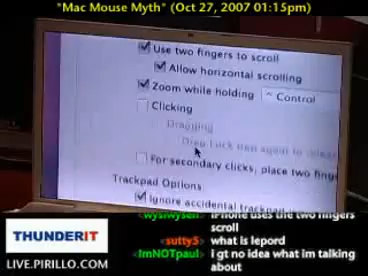 "Mac Mouse Myth" (Oct 27, 2007 01:15pm)
Use two fingers to scroll
Allow horizontal scrolling
Zoom while holding ^ Control
Clicking
Dragging
For secondary clicks, place two fing
Trackpad Options
Ignore accidental trackpad
<wysiwyseh> iPhone uses the two fingers
scroll
THUNDERIT
<sutty5> what is lepord
<ImNOTpaul> i gt no idea what im talking
about
LIVE.PIRILLO.COM